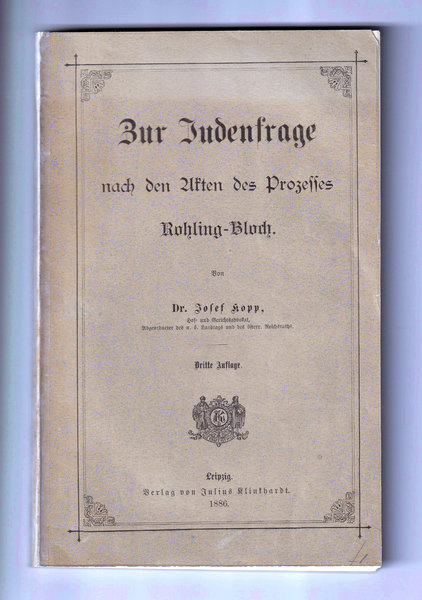 Zur Judenfrage
nach den Akten des Prozesses
Rohling-Bloch.
Von
Dr. Josef Kopp,
Hof- und Gerichtsadvokat,
Abgeordneter des n. ö. Landtags und des österr. Reichsraths.
Dritte Auflage.
Leipzig.
Verlag von Julius Klinkhardt.
1886.